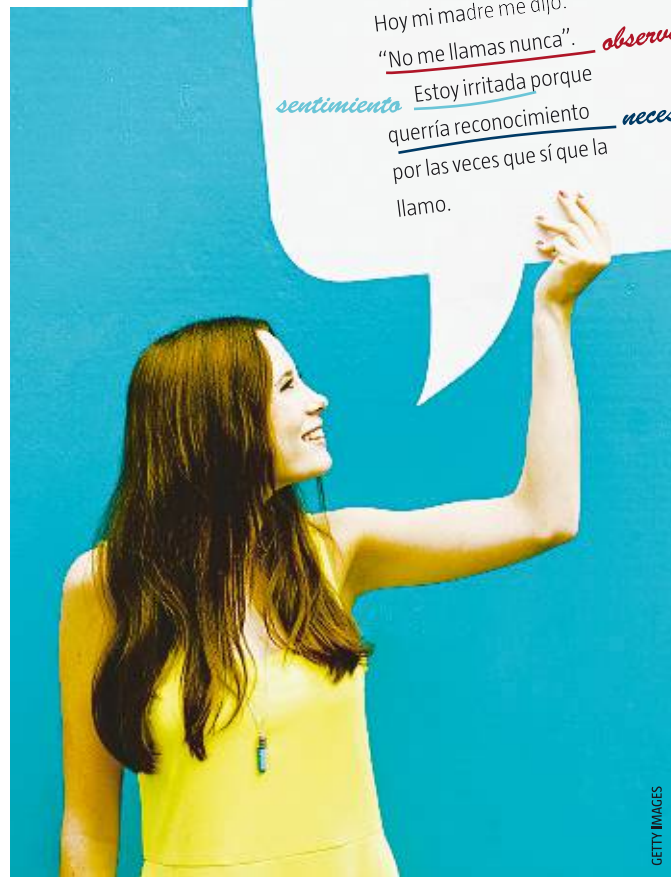 Hoy mi madre me dijo:
“No me llamas nunca”.
sentimiento Estoy irritada porque
querría reconocimiento
por las veces que sí que la
llamo.
GETTY IMAGES